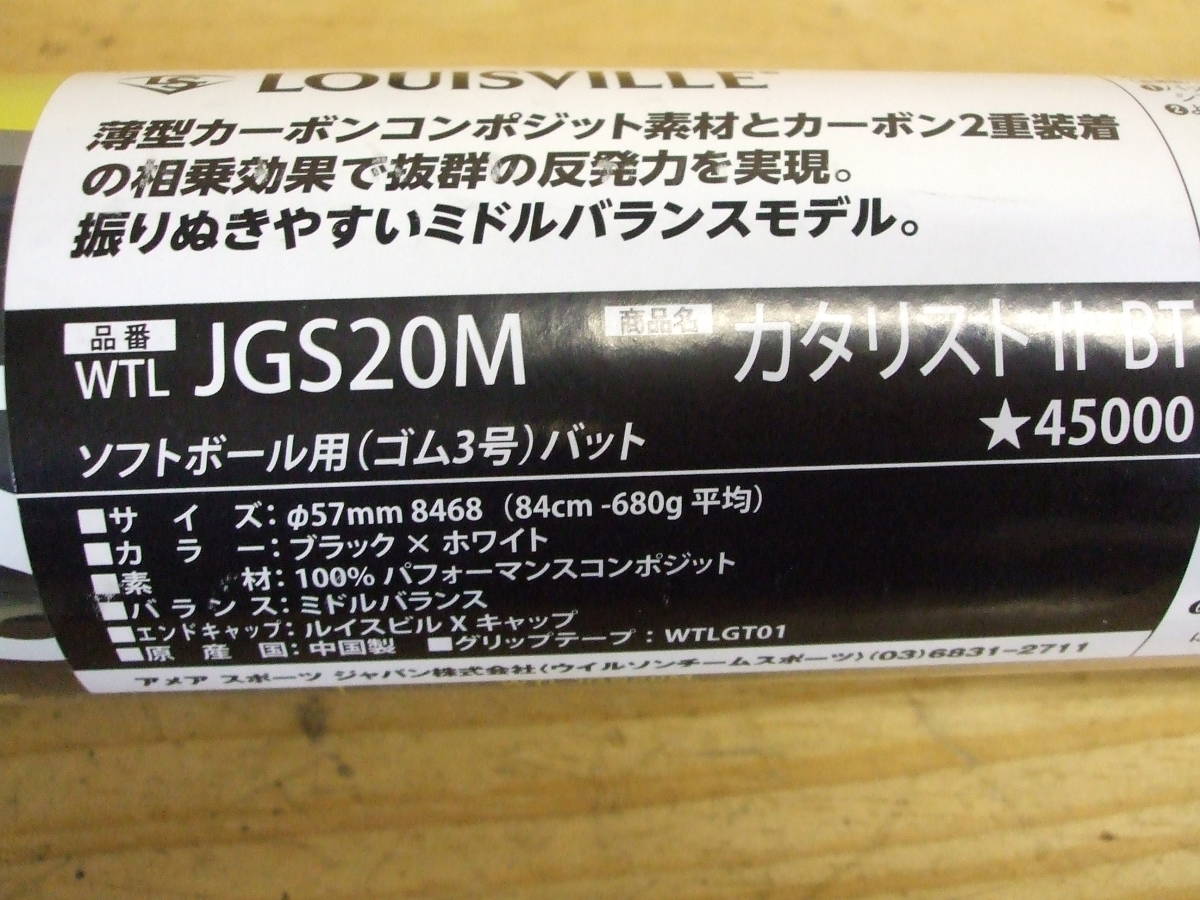 LS LOUISVILLE
薄型カーボンコンポジット素材とカーボン2重装着
の相乗効果で抜群の反発力を実現。
振りぬきやすいミドルバランスモデル。
品番 商品名
WTL JGS20M カタリスト II BT
★45000
ソフトボール用(ゴム3号)バット
■サイズ：φ57mm 8468（84cm -680g 平均）
■カラー：ブラック × ホワイト
■素材：100% パフォーマンスコンポジット
■バランス：ミドルバランス
■エンドキャップ：ルイスビル X キャップ
■原産国：中国製 ■グリップテープ：WTLGT01
アメア スポーツ ジャパン株式会社(ウイルソンチームスポーツ)(03)6831-2711